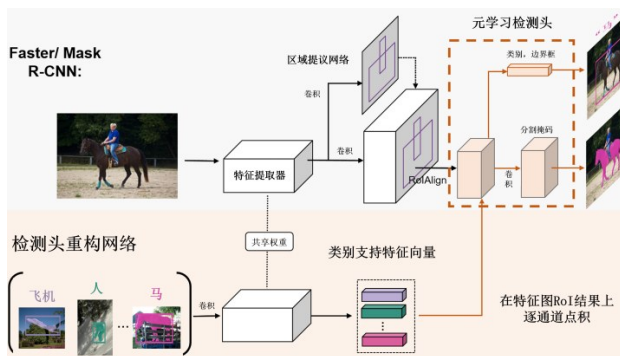 Faster/ Mask
R-CNN:
区域提议网络
元学习检测头
类别，边界框
卷积
卷积
特征提取器
RoIAlign
卷积
分割掩码
检测头重构网络
共享权重
类别支持特征向量
飞机
人
马
...
卷积
在特征图RoI结果上
逐通道点积